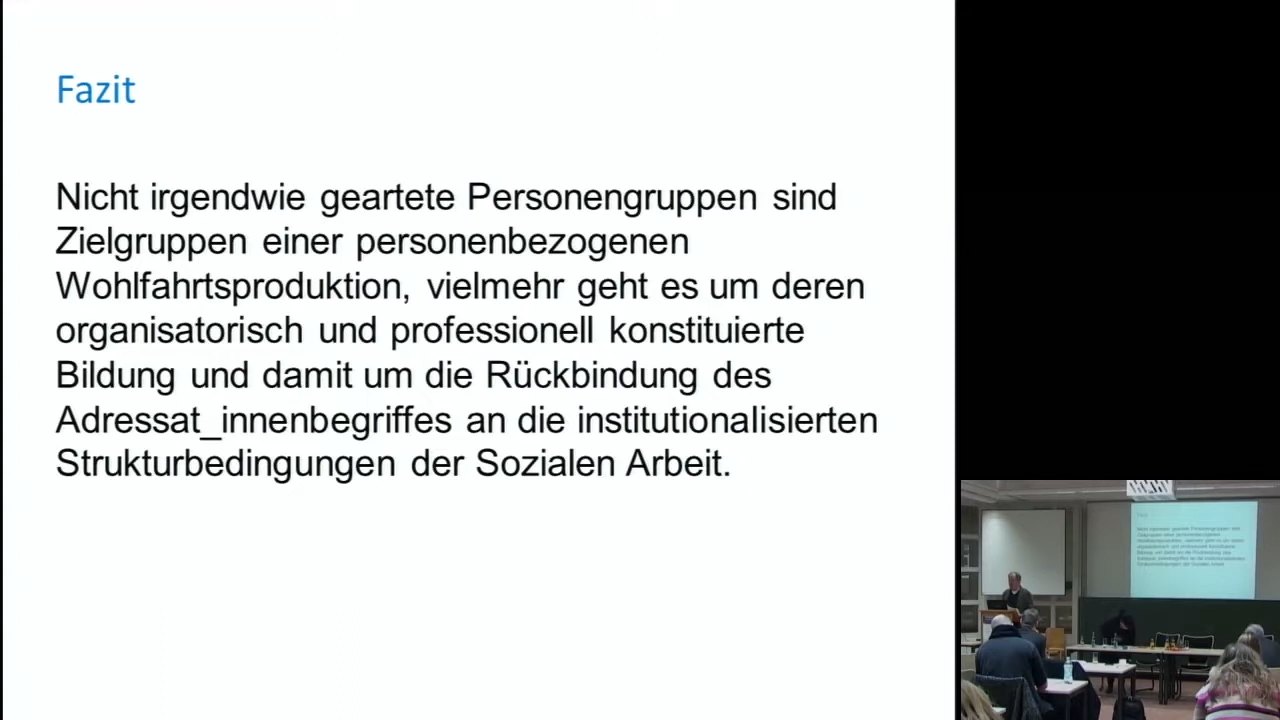 Fazit
Nicht irgendwie geartete Personengruppen sind
Zielgruppen einer personenbezogenen
Wohlfahrtsproduktion, vielmehr geht es um deren
organisatorisch und professionell konstituierte
Bildung und damit um die Rückbindung des
Adressat_innenbegriffes an die institutionalisierten
Strukturbedingungen der Sozialen Arbeit.